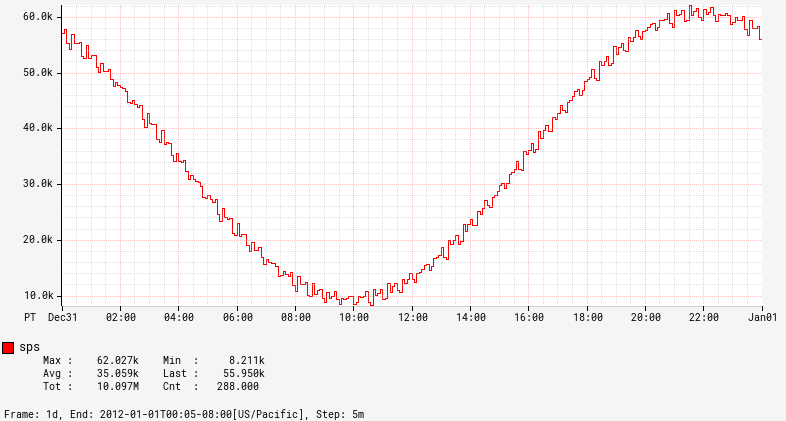 60.0k
50.0k
40.0k
30.0k
20.0k
10.0k
PT Dec31 02:00 04:00 06:00 08:00 10:00 12:00 14:00 16:00 18:00 20:00 22:00 Jan01
sps
Max : 62.027k Min : 8.211k
Avg : 35.059k Last : 55.950k
Tot : 10.097M Cnt : 288.000
Frame: 1d, End: 2012-01-01T00:05-08:00[US/Pacific], Step: 5m